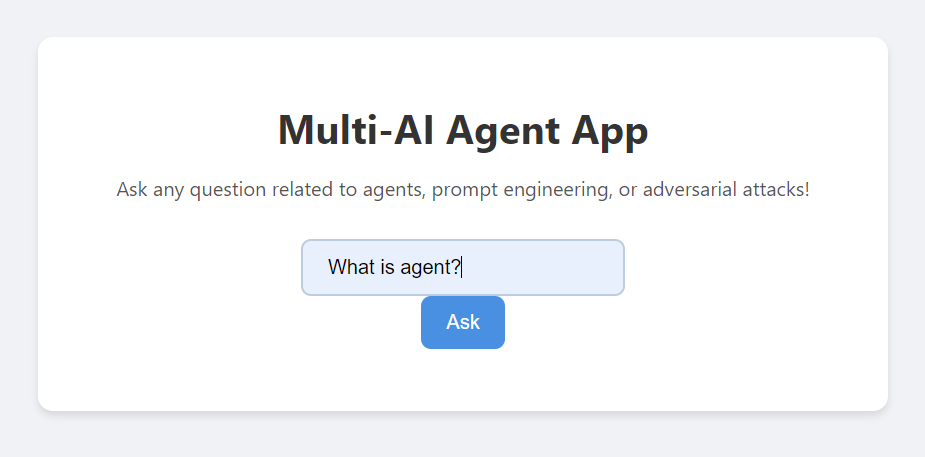 Multi-AI Agent App
Ask any question related to agents, prompt engineering, or adversarial attacks!
What is agent?
Ask